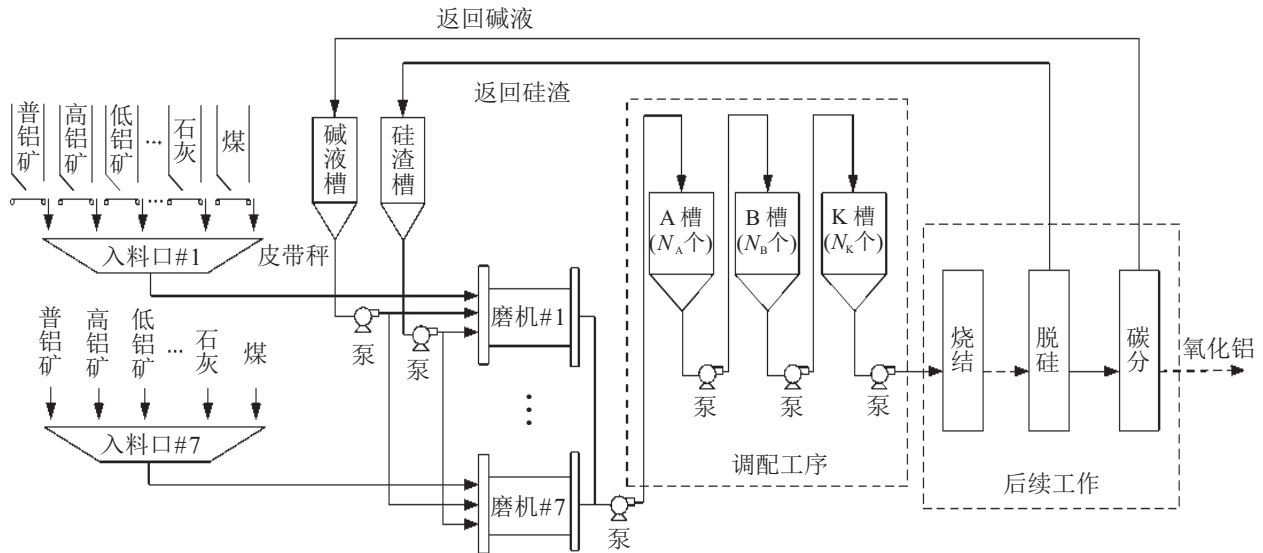 返回碱液
返回硅渣
普铝矿
高铝矿
低铝矿
…
石灰
煤
碱液槽
硅渣槽
入料口#1
皮带秤
A 槽
(N_A个)
B 槽
(N_B个)
K 槽
(N_K个)
磨机#1
泵
泵
普铝矿
高铝矿
低铝矿
…
石灰
煤
入料口#7
磨机#7
泵
泵
泵
泵
调配工序
烧结
脱硅
碳分
氧化铝
后续工作